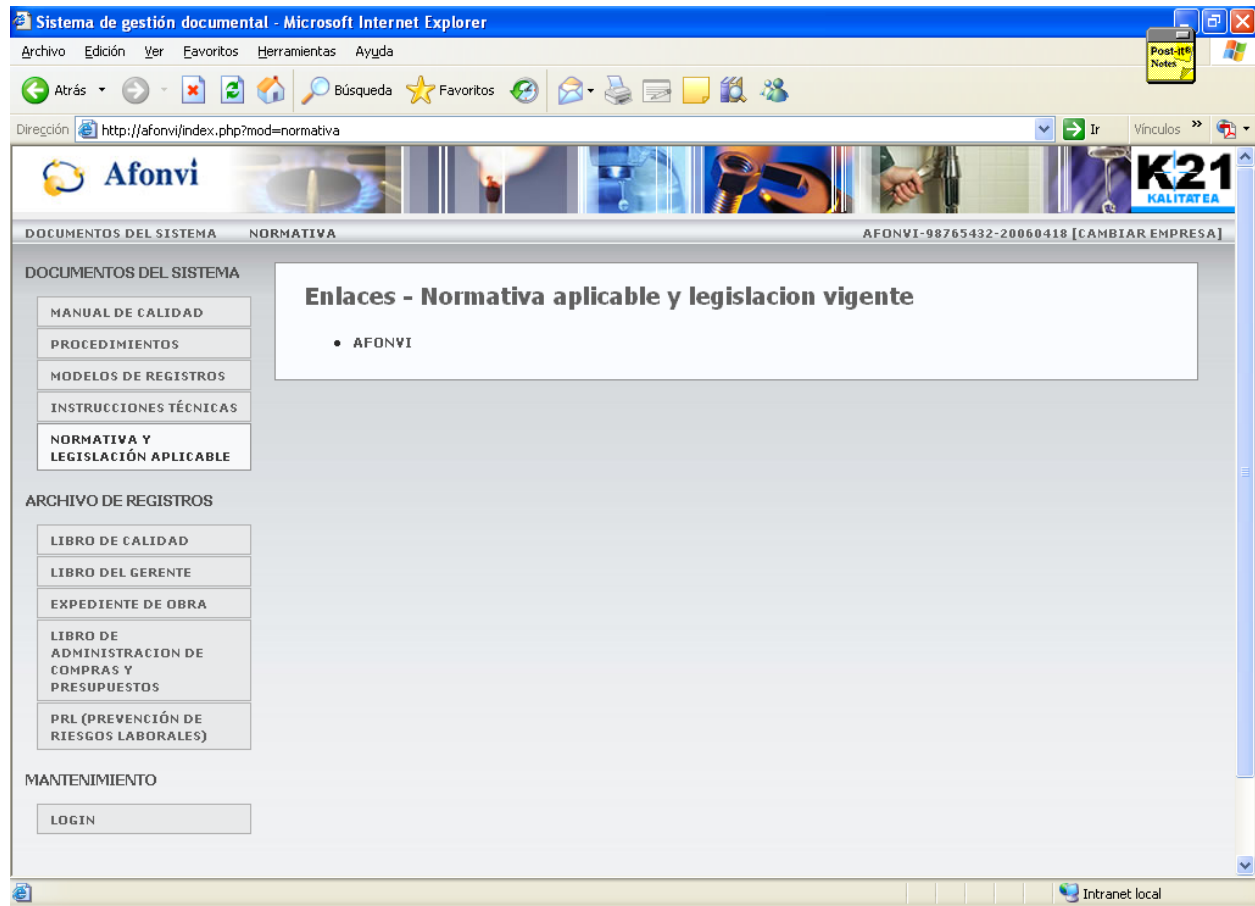 Sistema de gestión documental - Microsoft Internet Explorer
Archivo Edición Ver Favoritos Herramientas Ayuda
Post-it®
Notes
Atrás Búsqueda Favoritos
Dirección http://afonvi/index.php?mod=normativa Ir Vínculos »
Afonvi
K21
KALITATEA
DOCUMENTOS DEL SISTEMA NORMATIVA AFONVI-98765432-20060418 [CAMBIAR EMPRESA]
DOCUMENTOS DEL SISTEMA
MANUAL DE CALIDAD
PROCEDIMIENTOS
MODELOS DE REGISTROS
INSTRUCCIONES TÉCNICAS
NORMATIVA Y
LEGISLACIÓN APLICABLE
Enlaces - Normativa aplicable y legislacion vigente
• AFONVI
ARCHIVO DE REGISTROS
LIBRO DE CALIDAD
LIBRO DEL GERENTE
EXPEDIENTE DE OBRA
LIBRO DE
ADMINISTRACION DE
COMPRAS Y
PRESUPUESTOS
PRL (PREVENCIÓN DE
RIESGOS LABORALES)
MANTENIMIENTO
LOGIN
Intranet local